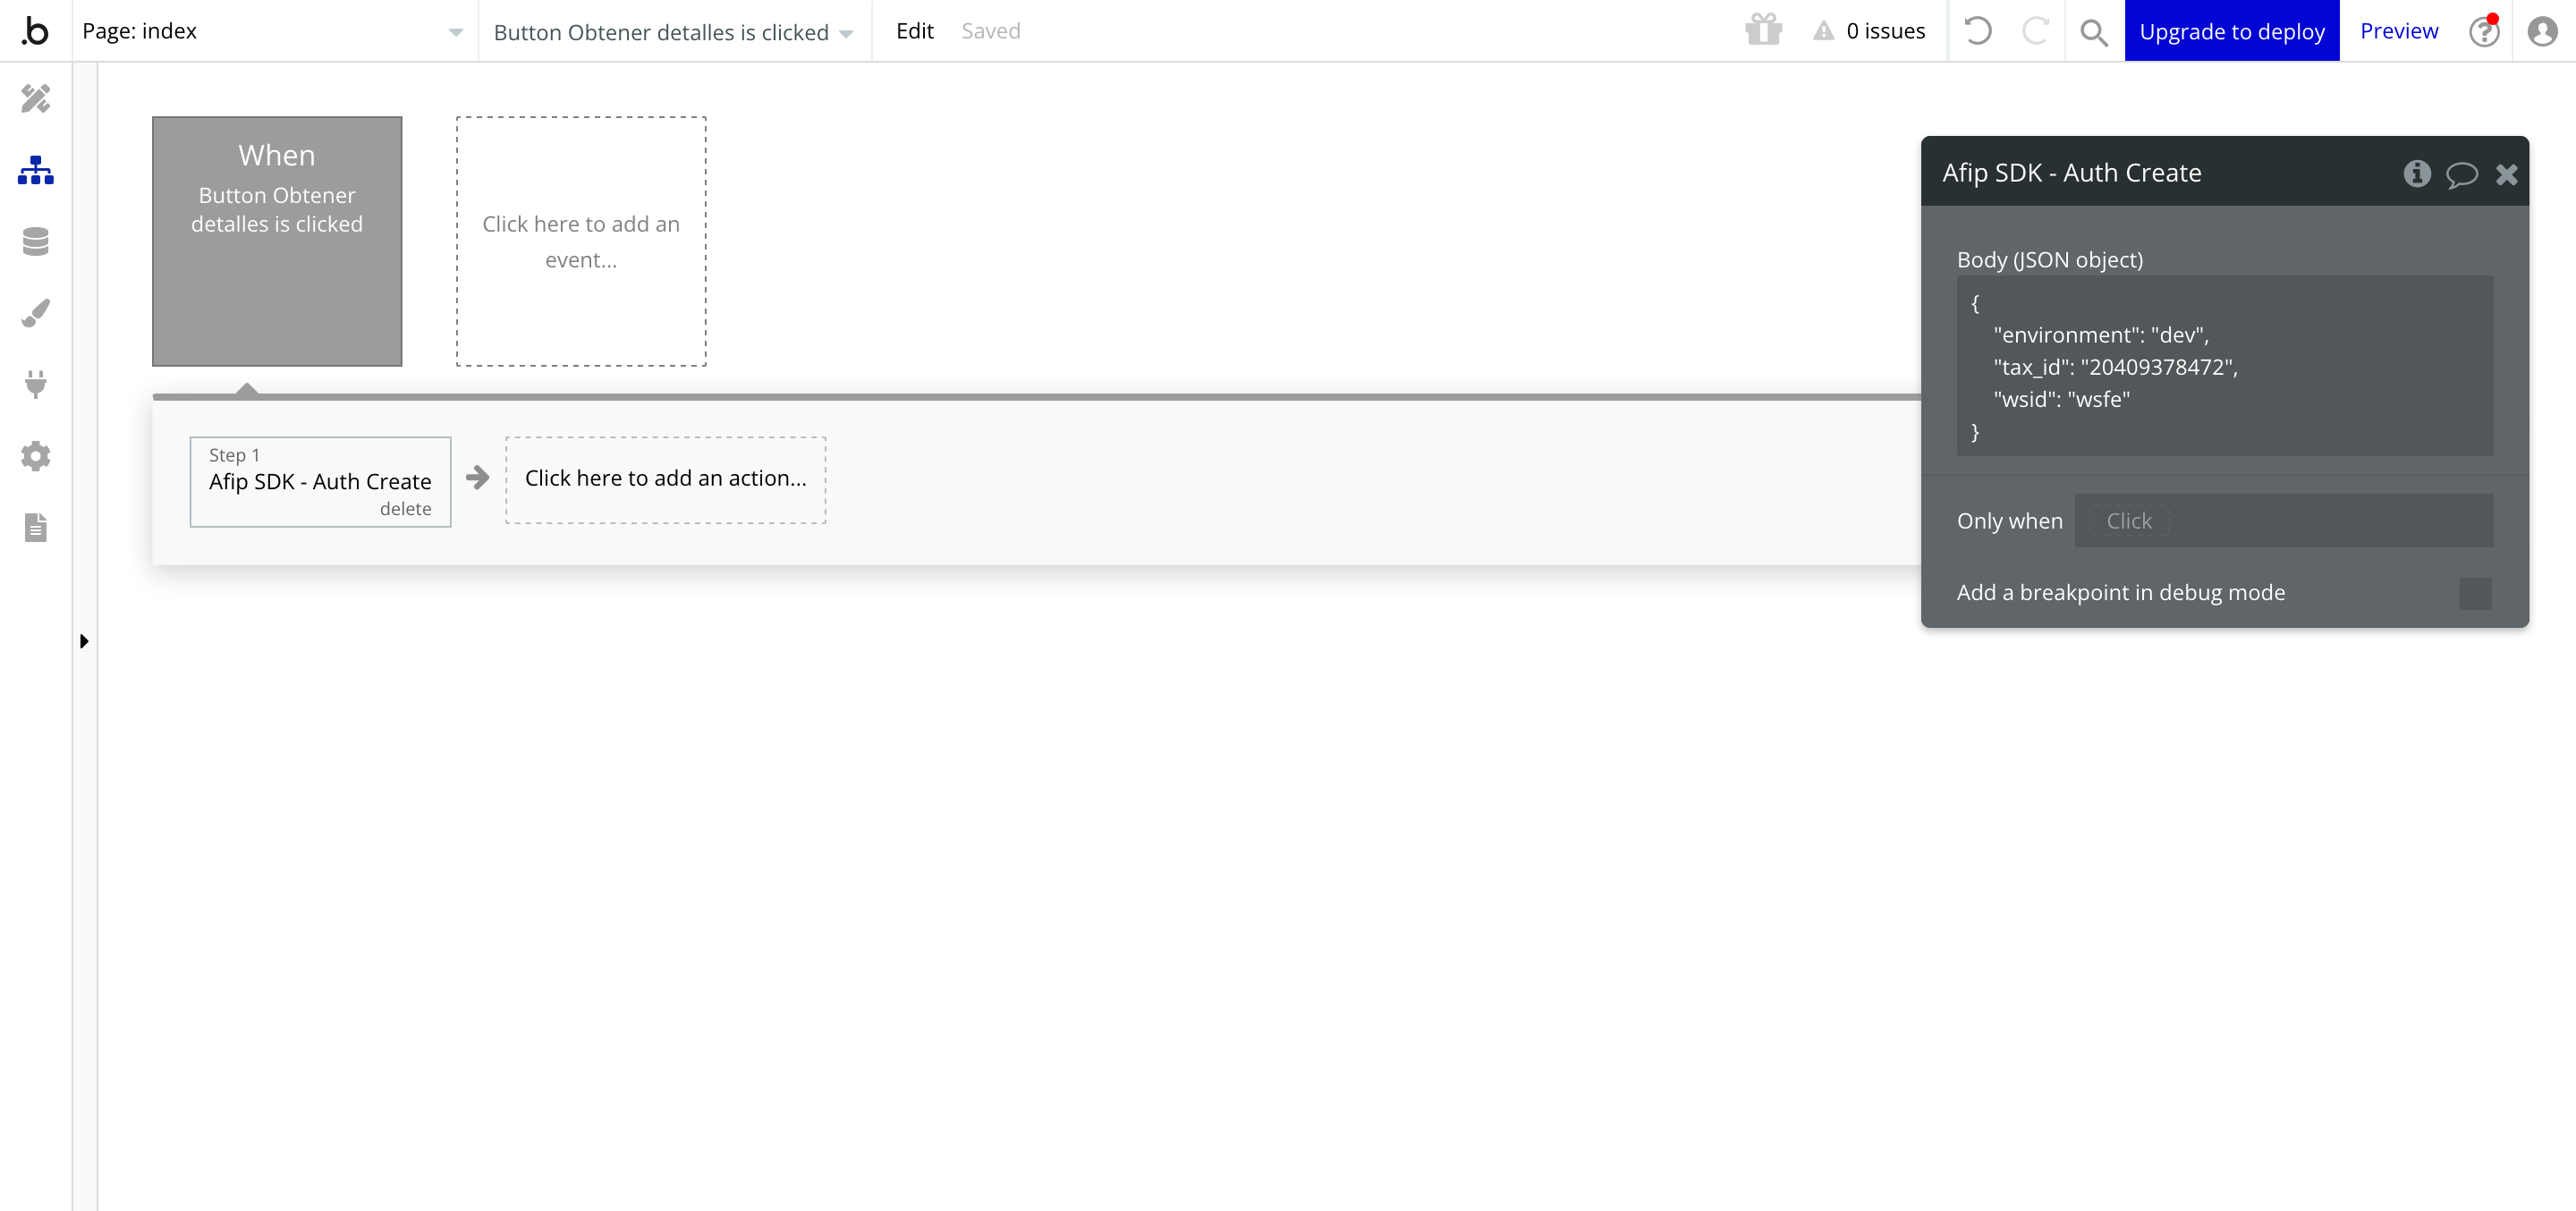 .b
Page: index
Button Obtener detalles is clicked
Edit
Saved
0 issues
Upgrade to deploy
Preview
When
Button Obtener
detalles is clicked
Click here to add an
event...
Step 1
Afip SDK - Auth Create
delete
Click here to add an action...
Afip SDK - Auth Create
Body (JSON object)
{
"environment": "dev",
"tax_id": "20409378472",
"wsid": "wsfe"
}
Only when
Click
Add a breakpoint in debug mode